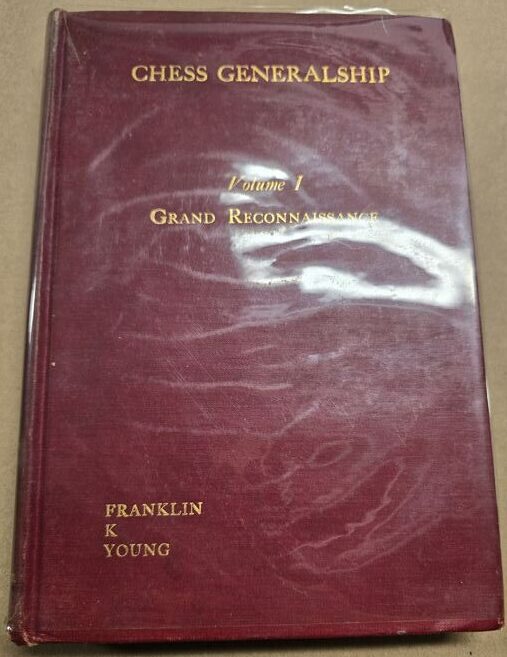 CHESS GENERALSHIP
Volume I
GRAND RECONNAISSANCE
FRANKLIN
K
YOUNG